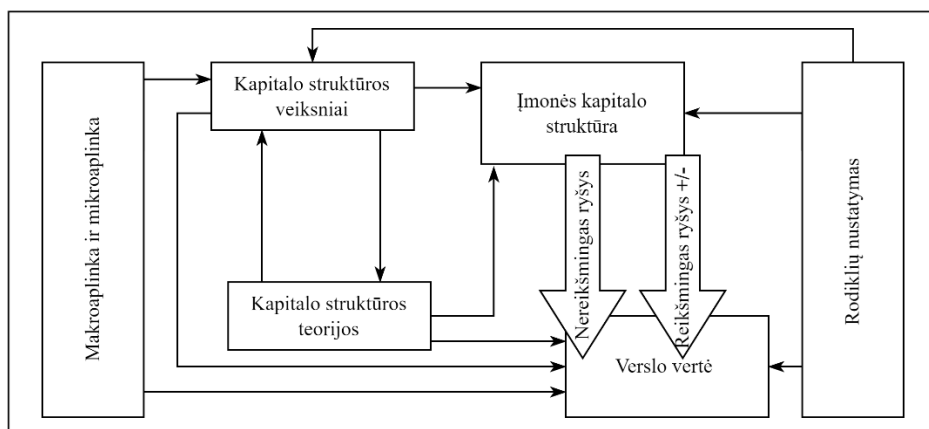 Makroaplinka ir mikroaplinka
Kapitalo struktūros
veiksniai
Įmonės kapitalo
struktūra
Nereikšmingas ryšys
Reikšmingas ryšys +/-
Kapitalo struktūros
teorijos
Verslo vertė
Rodiklių nustatymas